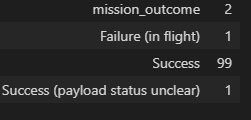 mission_outcome 2
Failure (in flight) 1
Success 99
Success (payload status unclear) 1